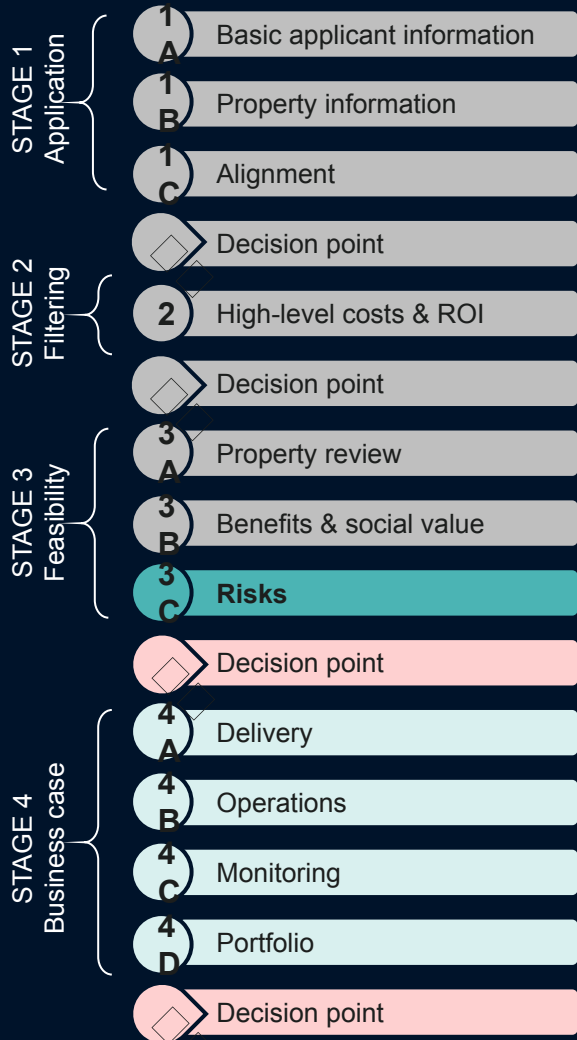 STAGE 1
Application
1
A
Basic applicant information
1
B
Property information
1
C
Alignment
Decision point
STAGE 2
Filtering
2
High-level costs & ROI
Decision point
STAGE 3
Feasibility
3
A
Property review
3
B
Benefits & social value
3
C
Risks
Decision point
STAGE 4
Business case
4
A
Delivery
4
B
Operations
4
C
Monitoring
4
D
Portfolio
Decision point